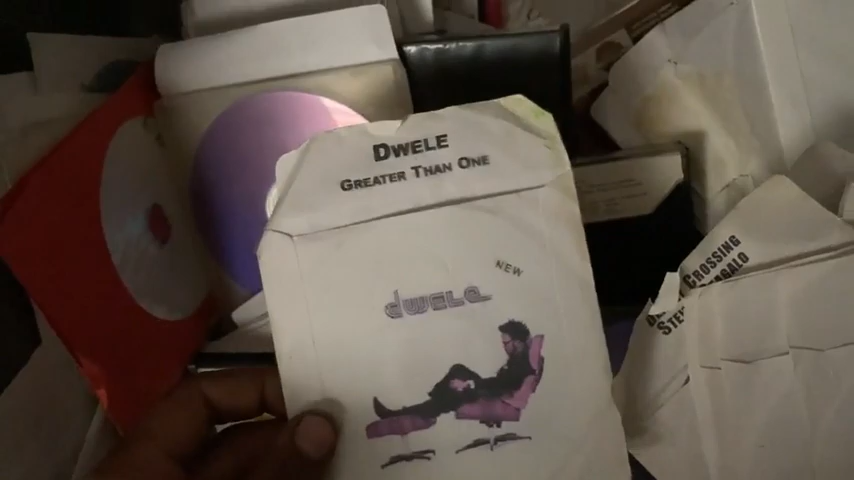 DWELE
GREATER THAN ONE
NEW
dwele
CROSSING